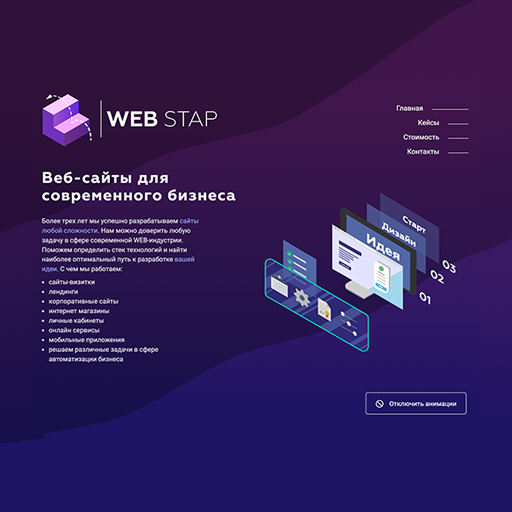 WEB STAP
Главная
Кейсы
Стоимость
Контакты
Веб-сайты для
современного бизнеса
Более трех лет мы успешно разрабатываем сайты
любой сложности. Нам можно доверить любую
задачу в сфере современной WEB-индустрии.
Поможем определить стек технологий и найти
наиболее оптимальный путь к разработке вашей
идеи. С чем мы работаем:
• сайты-визитки
• лендинги
• корпоративные сайты
• интернет магазины
• личные кабинеты
• онлайн сервисы
• мобильные приложения
• решаем различные задачи в сфере
автоматизации бизнеса
Старт
Дизайн
Идея
03
02
01
Отключить анимации